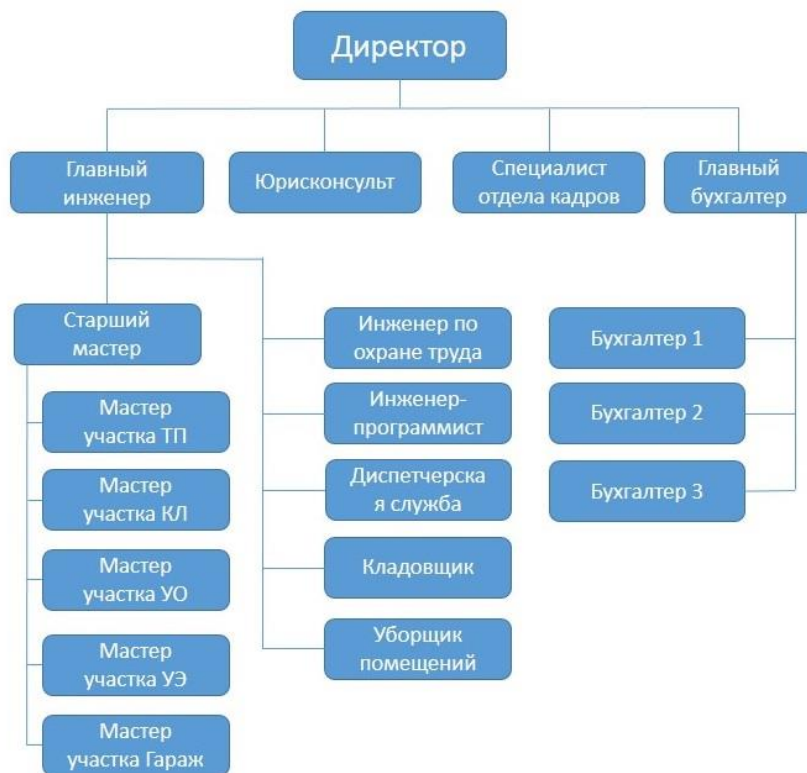 Директор
Главный
инженер
Юрисконсульт
Специалист
отдела кадров
Главный
бухгалтер
Старший
мастер
Мастер
участка ТП
Мастер
участка КЛ
Мастер
участка УО
Мастер
участка УЭ
Мастер
участка Гараж
Инженер по
охране труда
Инженер-
программист
Диспетчерска
я служба
Кладовщик
Уборщик
помещений
Бухгалтер 1
Бухгалтер 2
Бухгалтер 3